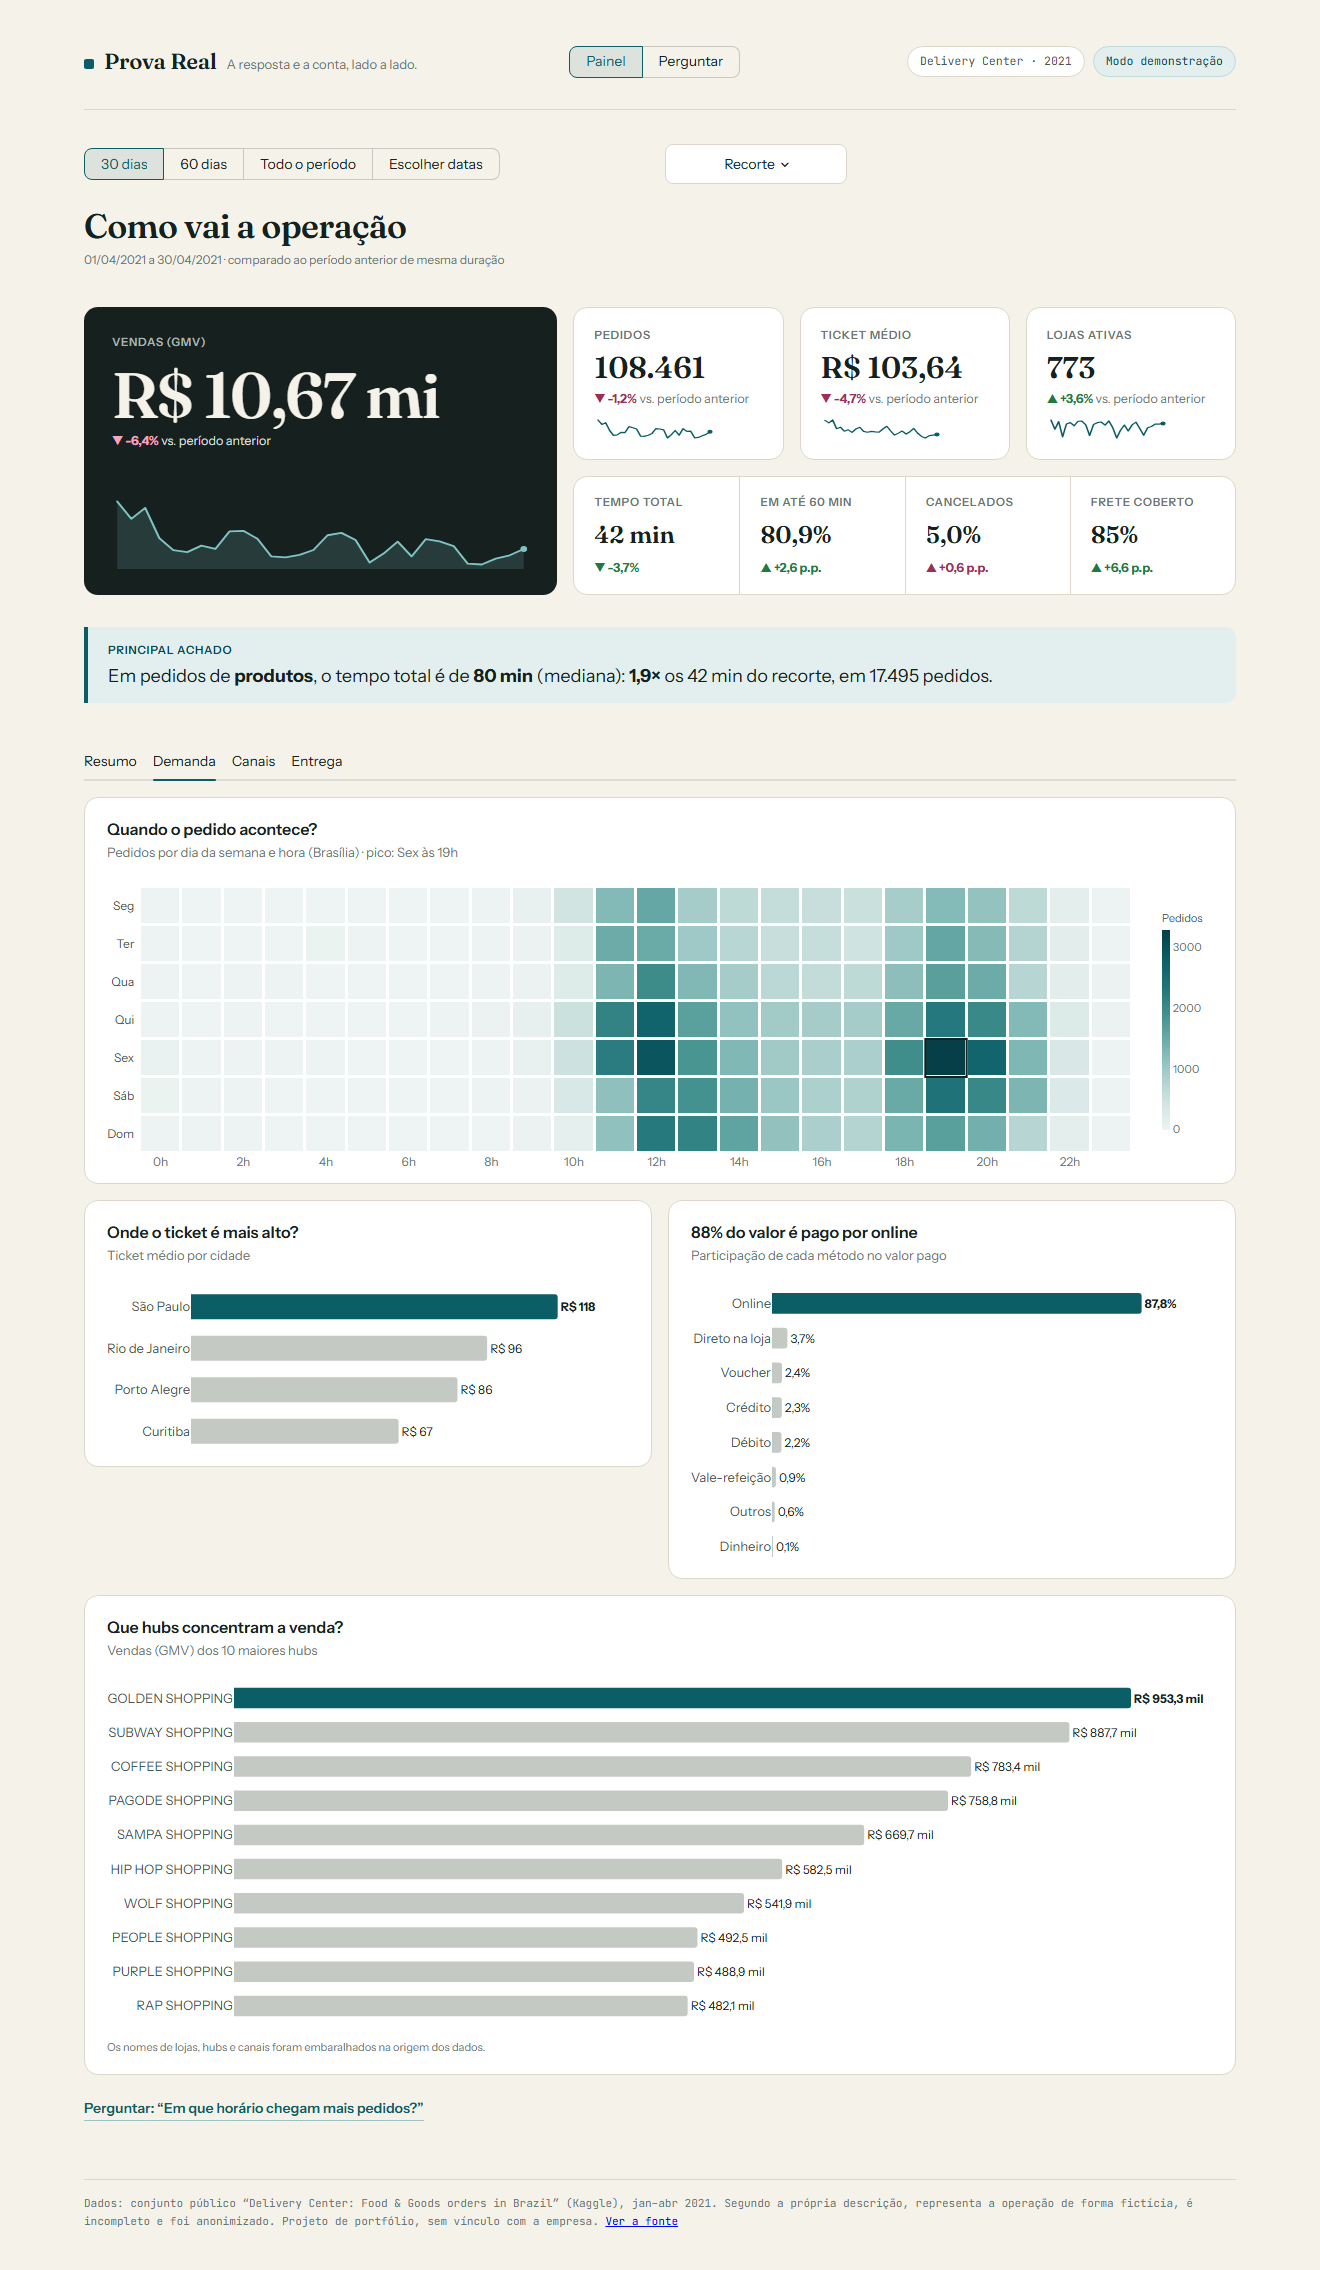 Prova Real A resposta e a conta, lado a lado.
Painel Perguntar
Delivery Center · 2021 Modo demonstração
30 dias 60 dias Todo o período Escolher datas
Recorte
Como vai a operação
01/04/2021 a 30/04/2021 · comparado ao período anterior de mesma duração
VENDAS (GMV)
R$ 10,67 mi
▼ -6,4% vs. período anterior
PEDIDOS
108.461
▼ -1,2% vs. período anterior
TICKET MÉDIO
R$ 103,64
▼ -4,7% vs. período anterior
LOJAS ATIVAS
773
▲ +3,6% vs. período anterior
TEMPO TOTAL
42 min
▼ -3,7%
EM ATÉ 60 MIN
80,9%
▲ +2,6 p.p.
CANCELADOS
5,0%
▲ +0,6 p.p.
FRETE COBERTO
85%
▲ +6,6 p.p.
PRINCIPAL ACHADO
Em pedidos de produtos, o tempo total é de 80 min (mediana): 1,9× os 42 min do recorte, em 17.495 pedidos.
Resumo Demanda Canais Entrega
Quando o pedido acontece?
Pedidos por dia da semana e hora (Brasília) · pico: Sex às 19h
Seg
Ter
Qua
Qui
Sex
Sáb
Dom
0h 2h 4h 6h 8h 10h 12h 14h 16h 18h 20h 22h
Pedidos
3000
2000
1000
0
Onde o ticket é mais alto?
Ticket médio por cidade
São Paulo R$ 118
Rio de Janeiro R$ 96
Porto Alegre R$ 86
Curitiba R$ 67
88% do valor é pago por online
Participação de cada método no valor pago
Online 87,8%
Direto na loja 3,7%
Voucher 2,4%
Crédito 2,3%
Débito 2,2%
Vale-refeição 0,9%
Outros 0,6%
Dinheiro 0,1%
Que hubs concentram a venda?
Vendas (GMV) dos 10 maiores hubs
GOLDEN SHOPPING R$ 953,3 mil
SUBWAY SHOPPING R$ 887,7 mil
COFFEE SHOPPING R$ 783,4 mil
PAGODE SHOPPING R$ 758,8 mil
SAMPA SHOPPING R$ 669,7 mil
HIP HOP SHOPPING R$ 582,5 mil
WOLF SHOPPING R$ 541,9 mil
PEOPLE SHOPPING R$ 492,5 mil
PURPLE SHOPPING R$ 488,9 mil
RAP SHOPPING R$ 482,1 mil
Os nomes de lojas, hubs e canais foram embaralhados na origem dos dados.
Perguntar: “Em que horário chegam mais pedidos?”
Dados: conjunto público “Delivery Center: Food & Goods orders in Brazil” (Kaggle), jan–abr 2021. Segundo a própria descrição, representa a operação de forma fictícia, é
incompleto e foi anonimizado. Projeto de portfólio, sem vínculo com a empresa. Ver a fonte